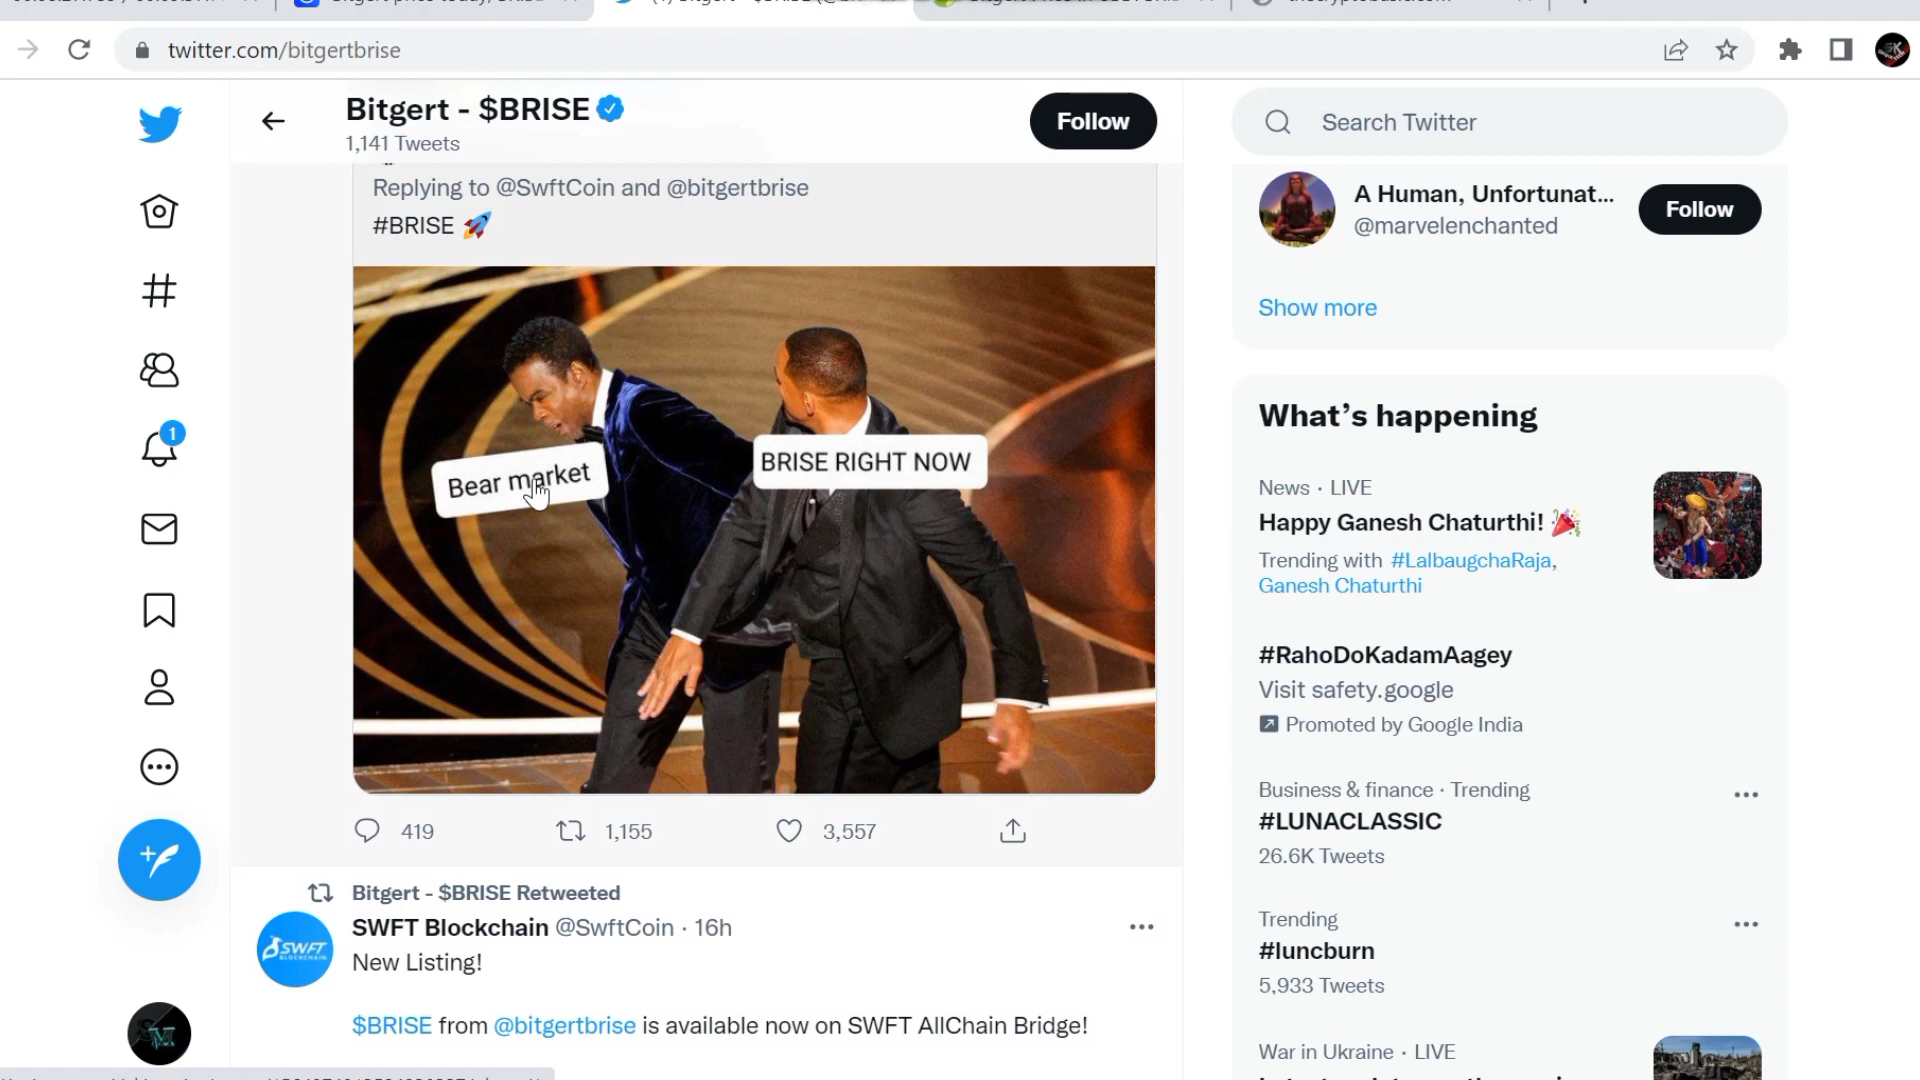 twitter.com/bitgertbrise
Bitgert - $BRISE
1,141 Tweets
Follow
Replying to @SwftCoin and @bitgertbrise
#BRISE 🚀
Bear market
BRISE RIGHT NOW
419
1,155
3,557
Bitgert - $BRISE Retweeted
SWFT Blockchain @SwftCoin · 16h
SWFT
BLOCKCHAIN
New Listing!
$BRISE from @bitgertbrise is available now on SWFT AllChain Bridge!
1
Search Twitter
A Human, Unfortunat...
@marvelenchanted
Follow
Show more
What’s happening
News · LIVE
Happy Ganesh Chaturthi! 🎉
Trending with #LalbaugchaRaja,
Ganesh Chaturthi
#RahoDoKadamAagey
Visit safety.google
Promoted by Google India
Business & finance · Trending
#LUNACLASSIC
26.6K Tweets
Trending
#luncburn
5,933 Tweets
War in Ukraine · LIVE